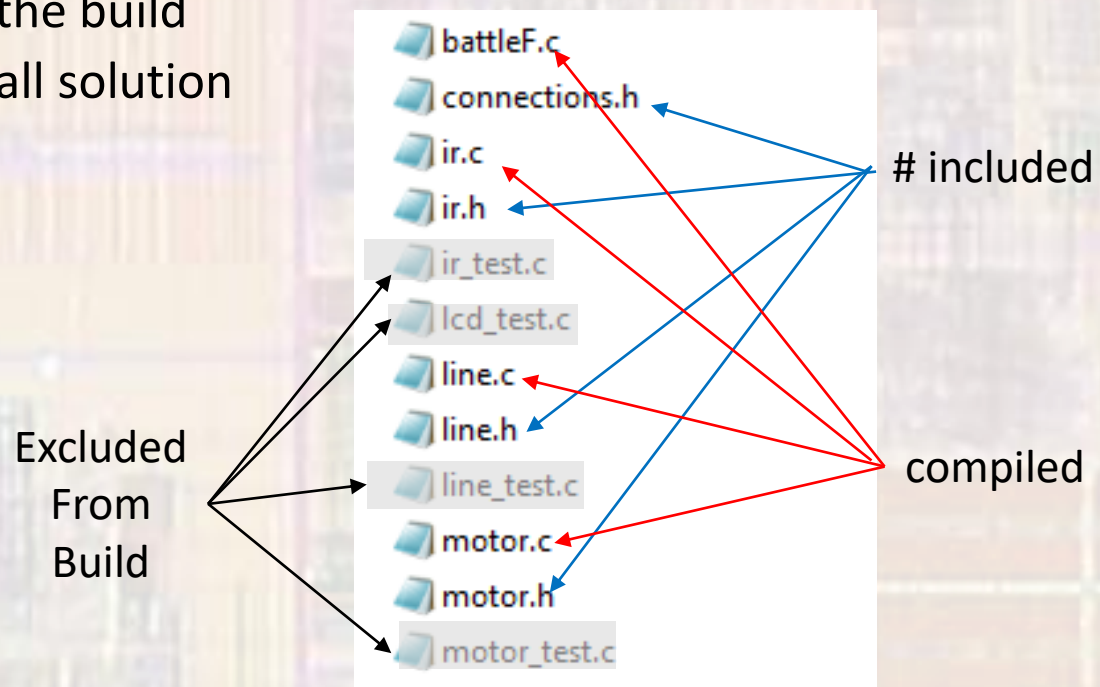 the build
all solution
battleF.c
connections.h
ir.c
ir.h
ir_test.c
lcd_test.c
line.c
line.h
line_test.c
motor.c
motor.h
motor_test.c
# included
compiled
Excluded
From
Build